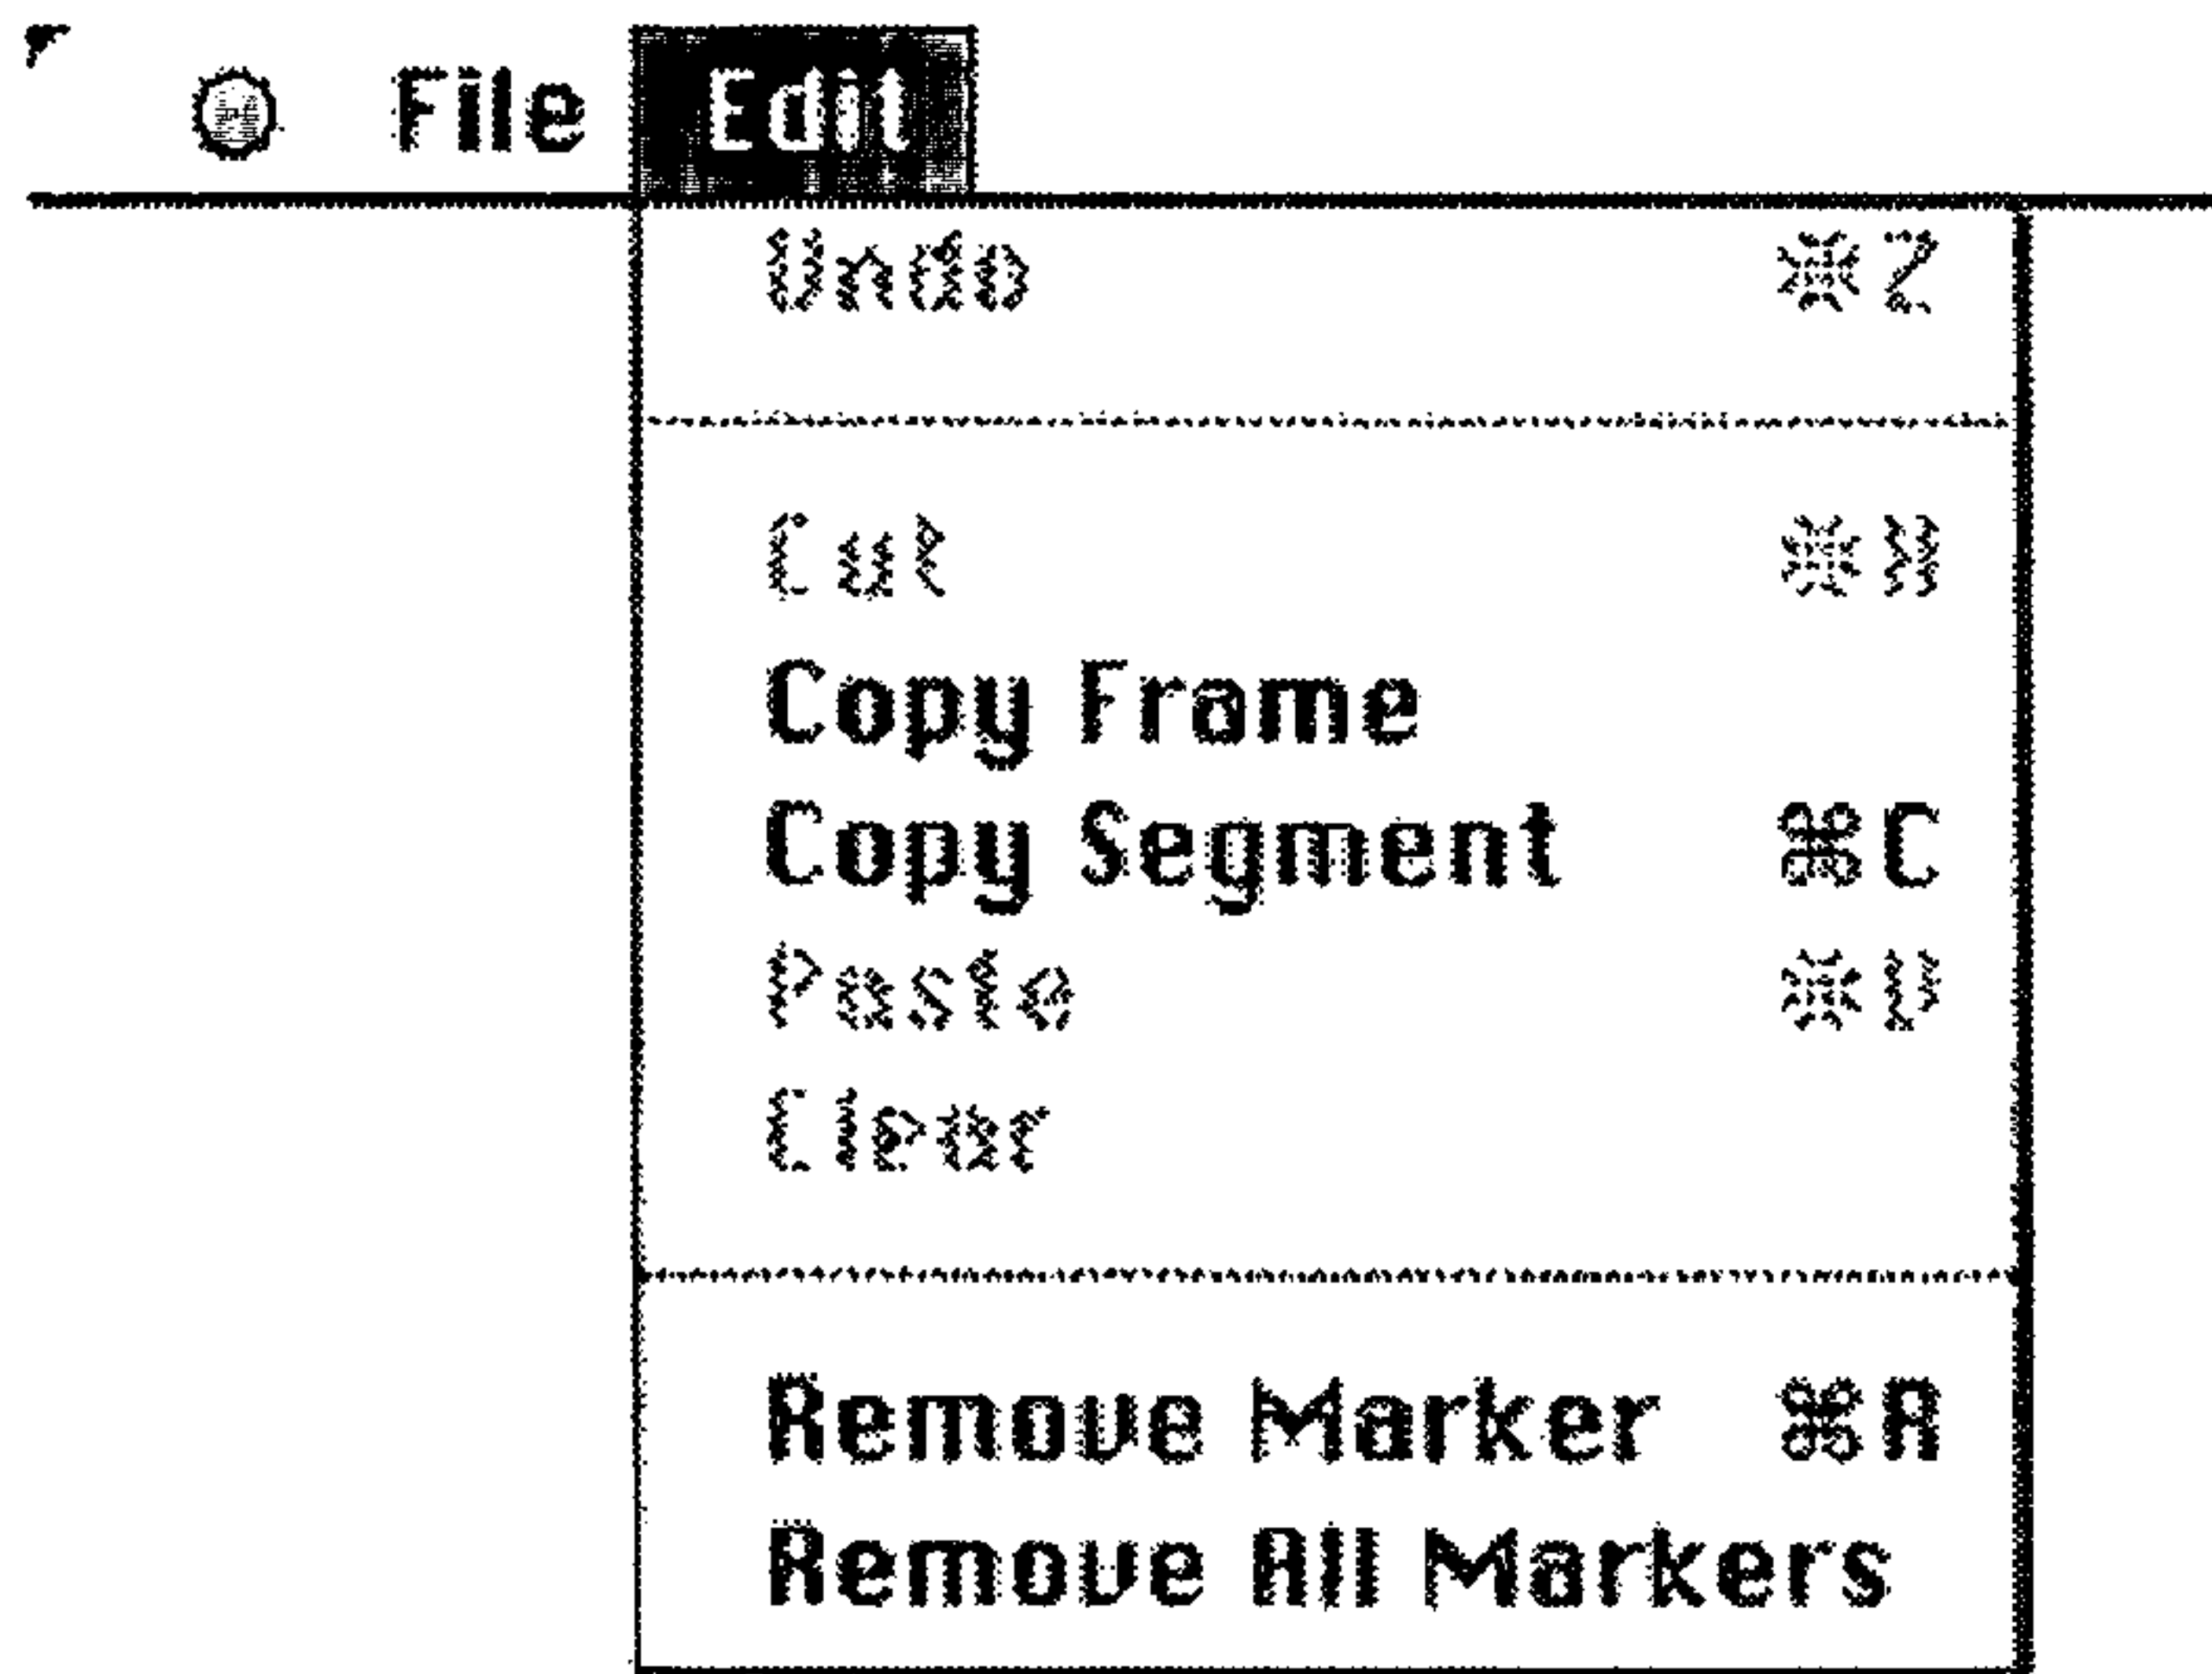 File Edit
Undo ⌘Z
Cut ⌘X
Copy Frame
Copy Segment ⌘C
Paste ⌘V
Clear
Remove Marker ⌘R
Remove All Markers